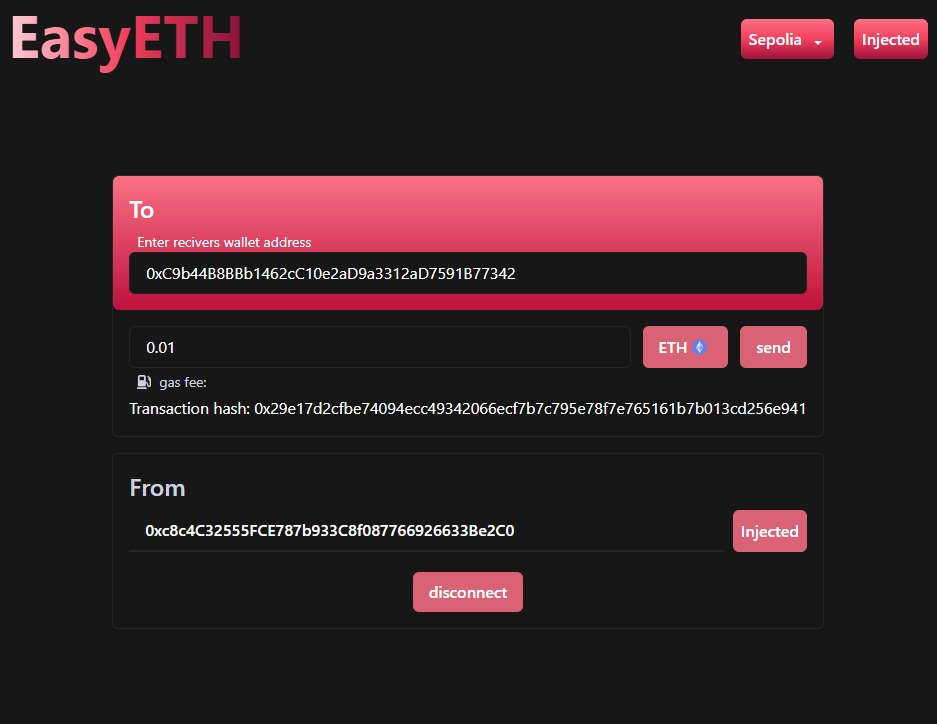 EasyETH
Sepolia
Injected
To
Enter recivers wallet address
0xC9b44B8BBb1462cC10e2aD9a3312aD7591B77342
0.01
ETH
send
gas fee:
Transaction hash: 0x29e17d2cfbe74094ecc49342066ecf7b7c795e78f7e765161b7b013cd256e941
From
0xc8c4C32555FCE787b933C8f087766926633Be2C0
Injected
disconnect